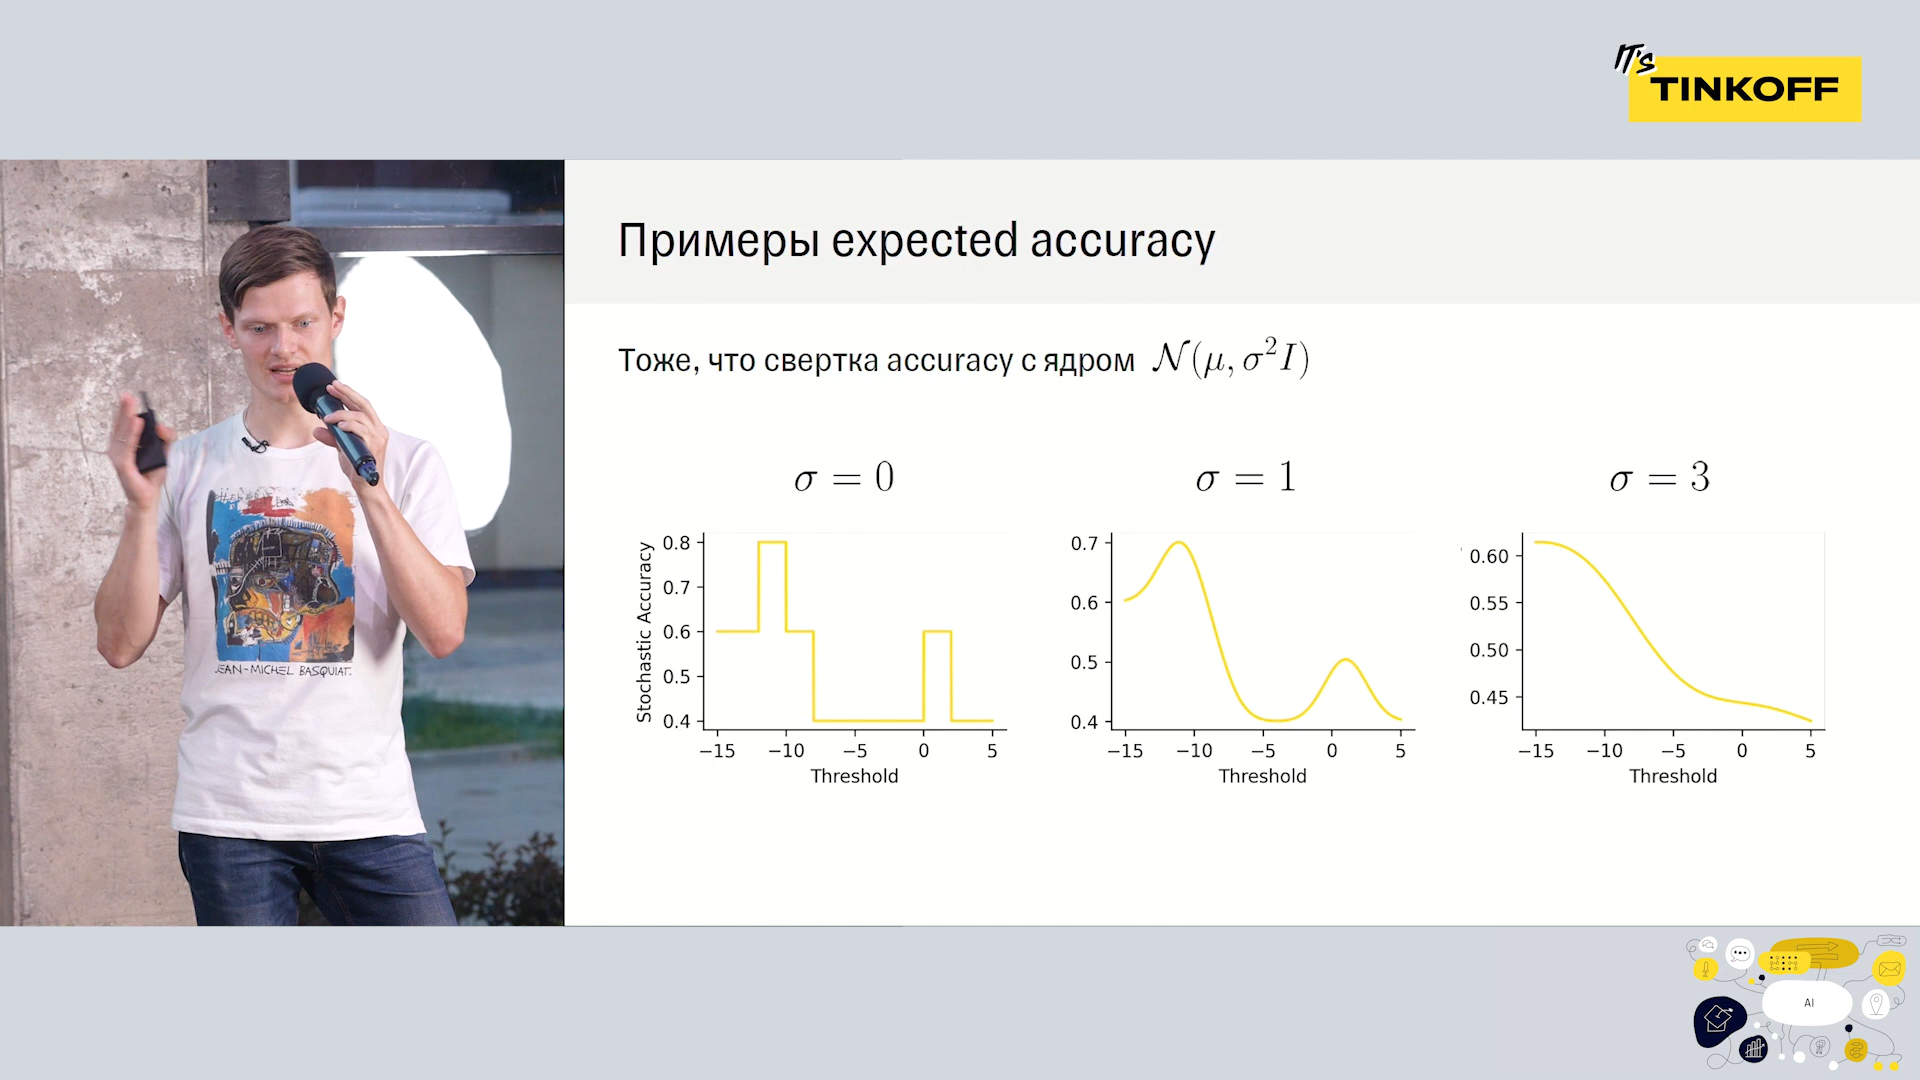 IT's
TINKOFF
Примеры expected accuracy
Тоже, что свертка accuracy с ядром 𝒩(μ, σ²I)
σ = 0
σ = 1
σ = 3
Stochastic Accuracy
0.8
0.7
0.6
0.5
0.4
−15 −10 −5 0 5
Threshold
0.7
0.6
0.5
0.4
−15 −10 −5 0 5
Threshold
0.60
0.55
0.50
0.45
−15 −10 −5 0 5
Threshold
JEAN-MICHEL BASQUIAT.
AI